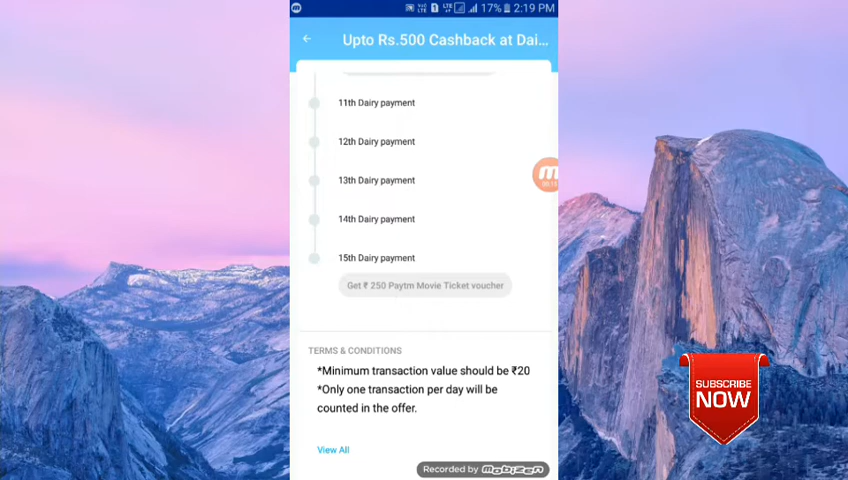 17% 2:19 PM
Upto Rs.500 Cashback at Dai...
11th Dairy payment
12th Dairy payment
13th Dairy payment
14th Dairy payment
15th Dairy payment
Get ₹ 250 Paytm Movie Ticket voucher
TERMS & CONDITIONS
*Minimum transaction value should be ₹20
*Only one transaction per day will be
counted in the offer.
View All
SUBSCRIBE
NOW
Recorded by mobizen